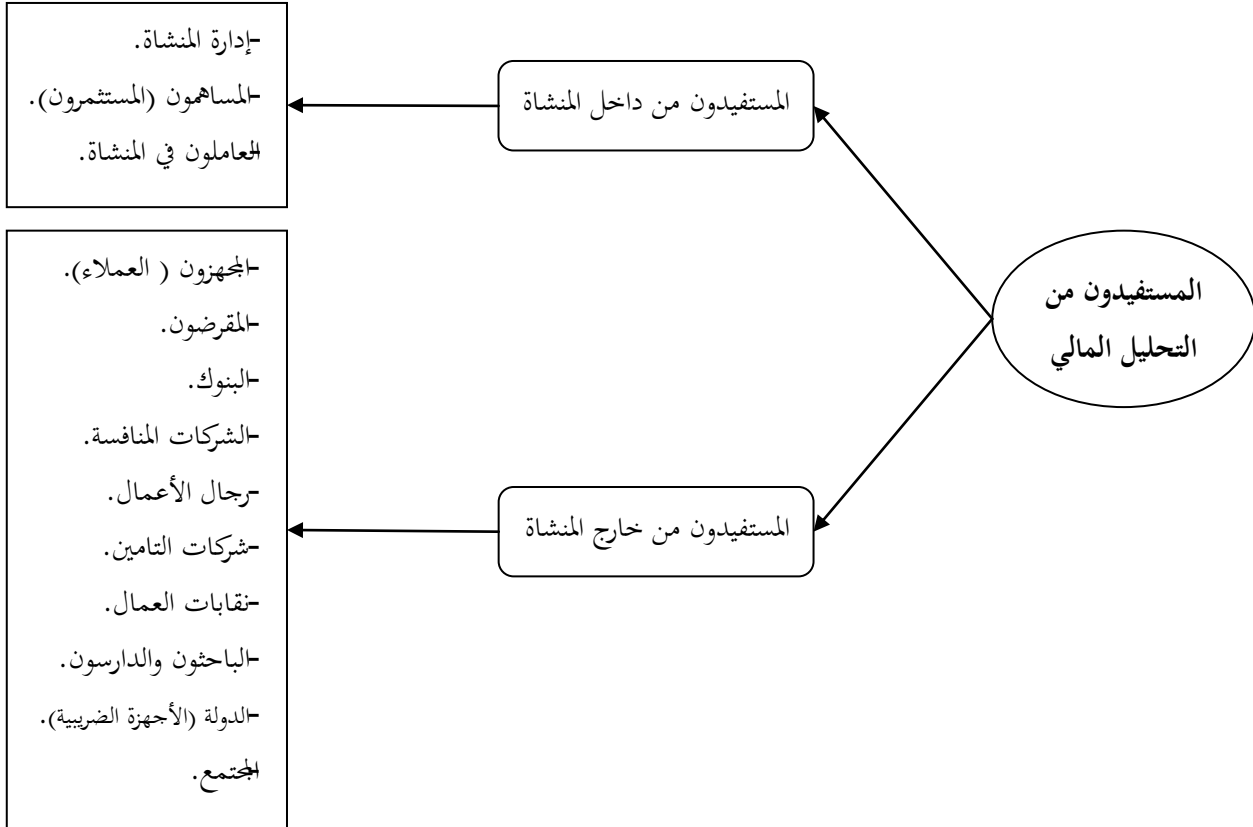 المستفيدون من
التحليل المالي
المستفيدون من داخل المنشاة
-إدارة المنشاة.
-المساهمون (المستثمرون).
-العاملون في المنشاة.
المستفيدون من خارج المنشاة
-المجهزون ( العملاء).
-المقرضون.
-البنوك.
-الشركات المنافسة.
-رجال الأعمال.
-شركات التامين.
-نقابات العمال.
-الباحثون والدارسون.
-الدولة (الأجهزة الضريبية).
-المجتمع.